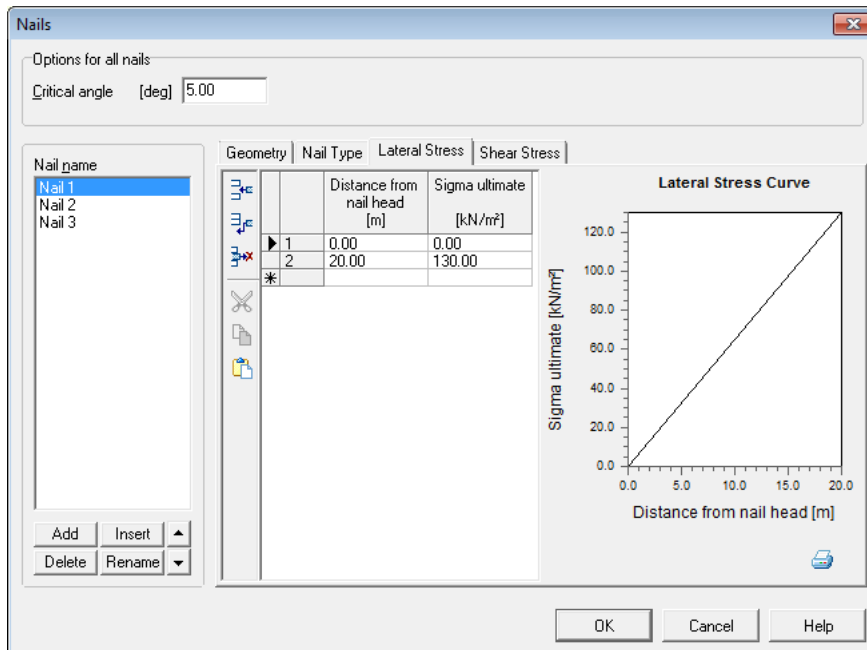 Nails
Options for all nails
Critical angle [deg] 5.00
Nail name
Nail 1
Nail 2
Nail 3
Add Insert
Delete Rename
Geometry Nail Type Lateral Stress Shear Stress
Distance from nail head [m] Sigma ultimate [kN/m²]
1 0.00 0.00
2 20.00 130.00
Lateral Stress Curve
Sigma ultimate [kN/m²]
120.0
100.0
80.0
60.0
40.0
20.0
0.0
0.0 5.0 10.0 15.0 20.0
Distance from nail head [m]
OK Cancel Help